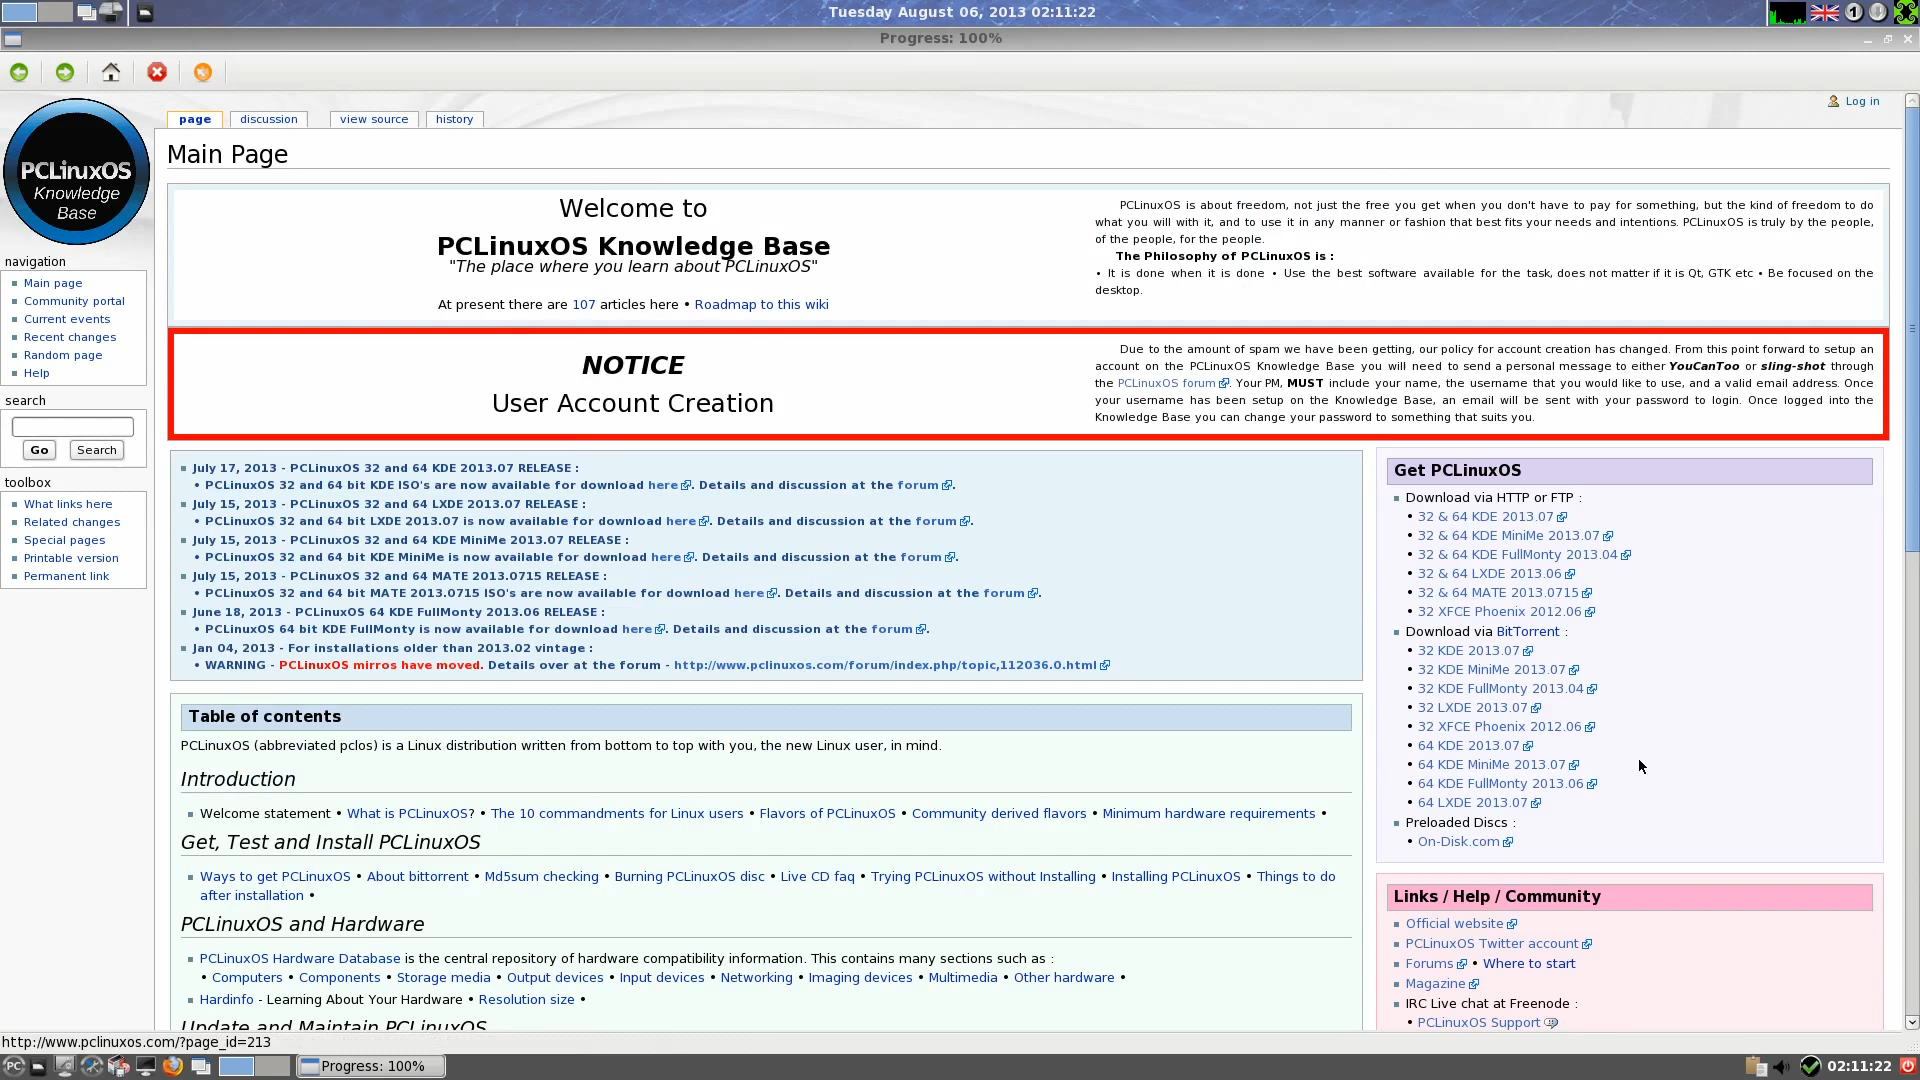 Tuesday August 06, 2013 02:11:22
1
Progress: 100%
Log in
PCLinuxOS
Knowledge
Base
page
discussion
view source
history
Main Page
Welcome to
PCLinuxOS Knowledge Base
"The place where you learn about PCLinuxOS"
At present there are 107 articles here • Roadmap to this wiki
PCLinuxOS is about freedom, not just the free you get when you don't have to pay for something, but the kind of freedom to do
what you will with it, and to use it in any manner or fashion that best fits your needs and intentions. PCLinuxOS is truly by the people,
of the people, for the people.
The Philosophy of PCLinuxOS is :
• It is done when it is done • Use the best software available for the task, does not matter if it is Qt, GTK etc • Be focused on the
desktop.
navigation
Main page
Community portal
Current events
Recent changes
Random page
Help
search
Go Search
toolbox
What links here
Related changes
Special pages
Printable version
Permanent link
NOTICE
User Account Creation
Due to the amount of spam we have been getting, our policy for account creation has changed. From this point forward to setup an
account on the PCLinuxOS Knowledge Base you will need to send a personal message to either YouCanToo or sling-shot through
the PCLinuxOS forum. Your PM, MUST include your name, the username that you would like to use, and a valid email address. Once
your username has been setup on the Knowledge Base, an email will be sent with your password to login. Once logged into the
Knowledge Base you can change your password to something that suits you.
July 17, 2013 - PCLinuxOS 32 and 64 KDE 2013.07 RELEASE :
• PCLinuxOS 32 and 64 bit KDE ISO's are now available for download here. Details and discussion at the forum.
July 15, 2013 - PCLinuxOS 32 and 64 LXDE 2013.07 RELEASE :
• PCLinuxOS 32 and 64 bit LXDE 2013.07 is now available for download here. Details and discussion at the forum.
July 15, 2013 - PCLinuxOS 32 and 64 KDE MiniMe 2013.07 RELEASE :
• PCLinuxOS 32 and 64 bit KDE MiniMe is now available for download here. Details and discussion at the forum.
July 15, 2013 - PCLinuxOS 32 and 64 MATE 2013.0715 RELEASE :
• PCLinuxOS 32 and 64 bit MATE 2013.0715 ISO's are now available for download here. Details and discussion at the forum.
June 18, 2013 - PCLinuxOS 64 KDE FullMonty 2013.06 RELEASE :
• PCLinuxOS 64 bit KDE FullMonty is now available for download here. Details and discussion at the forum.
Jan 04, 2013 - For installations older than 2013.02 vintage :
• WARNING - PCLinuxOS mirros have moved. Details over at the forum - http://www.pclinuxos.com/forum/index.php/topic,112036.0.html
Table of contents
PCLinuxOS (abbreviated pclos) is a Linux distribution written from bottom to top with you, the new Linux user, in mind.
Introduction
Welcome statement • What is PCLinuxOS? • The 10 commandments for Linux users • Flavors of PCLinuxOS • Community derived flavors • Minimum hardware requirements •
Get, Test and Install PCLinuxOS
Ways to get PCLinuxOS • About bittorrent • Md5sum checking • Burning PCLinuxOS disc • Live CD faq • Trying PCLinuxOS without Installing • Installing PCLinuxOS • Things to do
after installation •
PCLinuxOS and Hardware
PCLinuxOS Hardware Database is the central repository of hardware compatibility information. This contains many sections such as :
• Computers • Components • Storage media • Output devices • Input devices • Networking • Imaging devices • Multimedia • Other hardware •
Hardinfo - Learning About Your Hardware • Resolution size •
Update and Maintain PCLinuxOS
Get PCLinuxOS
Download via HTTP or FTP :
• 32 & 64 KDE 2013.07
• 32 & 64 KDE MiniMe 2013.07
• 32 & 64 KDE FullMonty 2013.04
• 32 & 64 LXDE 2013.06
• 32 & 64 MATE 2013.0715
• 32 XFCE Phoenix 2012.06
Download via BitTorrent :
• 32 KDE 2013.07
• 32 KDE MiniMe 2013.07
• 32 KDE FullMonty 2013.04
• 32 LXDE 2013.07
• 32 XFCE Phoenix 2012.06
• 64 KDE 2013.07
• 64 KDE MiniMe 2013.07
• 64 KDE FullMonty 2013.06
• 64 LXDE 2013.07
Preloaded Discs :
• On-Disk.com
Links / Help / Community
Official website
PCLinuxOS Twitter account
Forums • Where to start
Magazine
IRC Live chat at Freenode :
• PCLinuxOS Support
http://www.pclinuxos.com/?page_id=213
PC
Progress: 100%
02:11:22